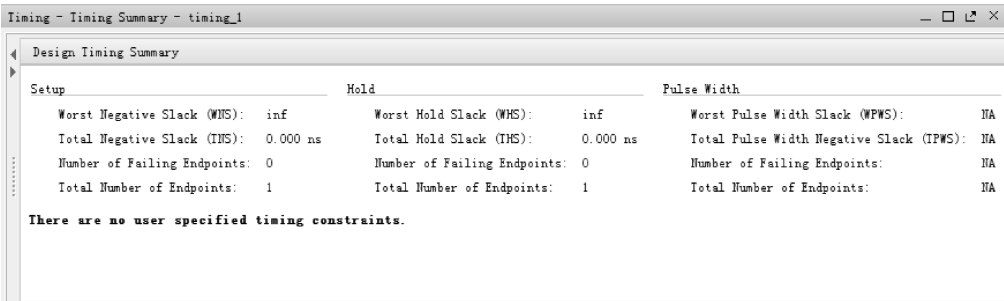 Timing - Timing Summary - timing_1
Design Timing Summary
Setup Hold Pulse Width
Worst Negative Slack (WNS): inf Worst Hold Slack (WHS): inf Worst Pulse Width Slack (WPWS): NA
Total Negative Slack (TNS): 0.000 ns Total Hold Slack (THS): 0.000 ns Total Pulse Width Negative Slack (TPWS): NA
Number of Failing Endpoints: 0 Number of Failing Endpoints: 0 Number of Failing Endpoints: NA
Total Number of Endpoints: 1 Total Number of Endpoints: 1 Total Number of Endpoints: NA
There are no user specified timing constraints.